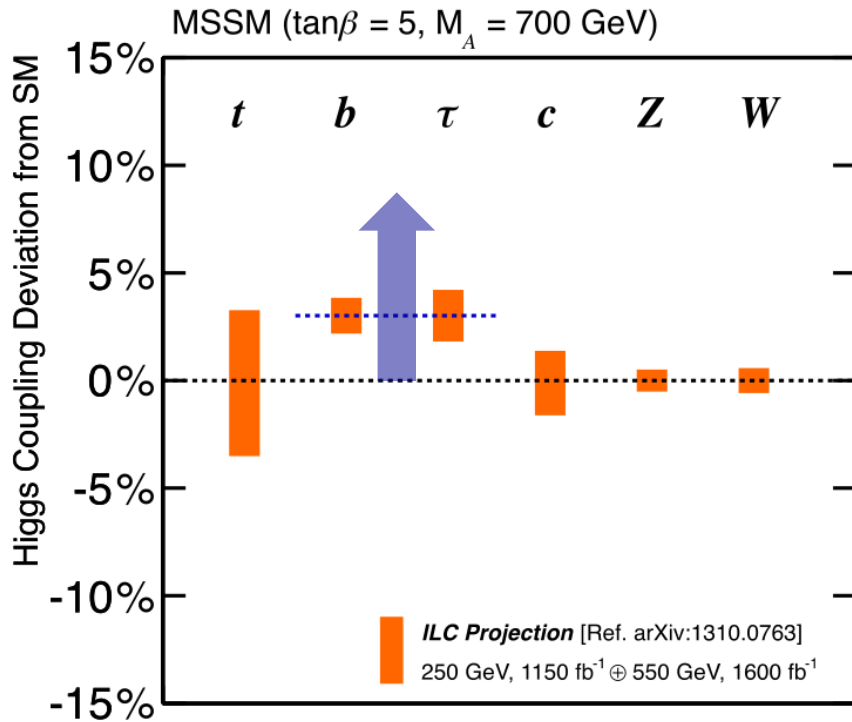 MSSM (tanβ = 5, M_A = 700 GeV)
Higgs Coupling Deviation from SM
15%
10%
5%
0%
-5%
-10%
-15%
t b τ c Z W
ILC Projection [Ref. arXiv:1310.0763]
250 GeV, 1150 fb⁻¹ ⊕ 550 GeV, 1600 fb⁻¹